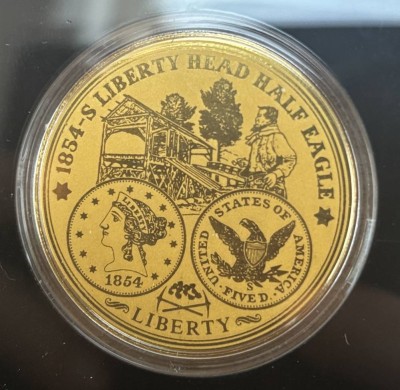 1854-S LIBERTY HEAD HALF EAGLE
1854
UNITED STATES OF AMERICA
S
FIVE D.
LIBERTY